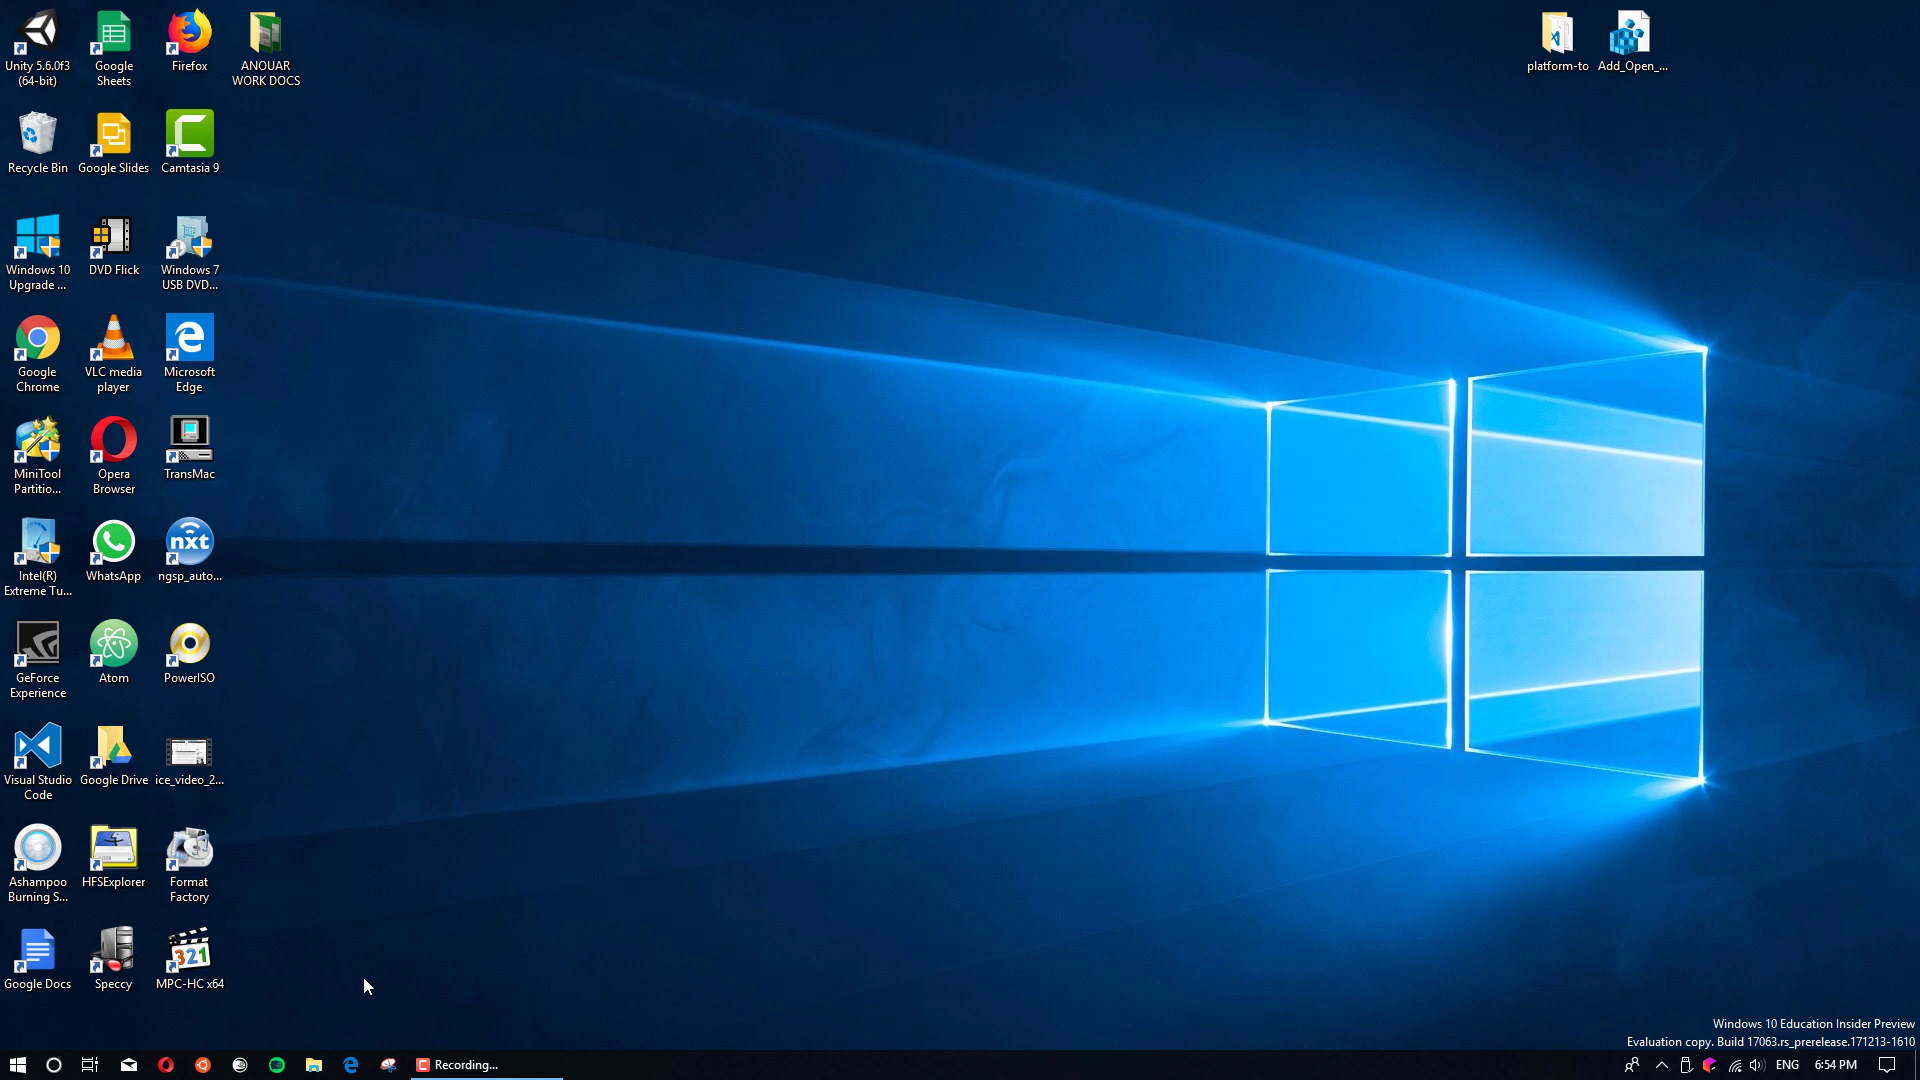 Unity 5.6.0f3
(64-bit)
Google
Sheets
Firefox
ANOUAR
WORK DOCS
platform-to
Add_Open_...
Recycle Bin
Google Slides
Camtasia 9
Windows 10
Upgrade ...
DVD Flick
Windows 7
USB DVD...
Google
Chrome
VLC media
player
Microsoft
Edge
MiniTool
Partitio...
Opera
Browser
TransMac
nxt
Intel(R)
Extreme Tu...
WhatsApp
ngsp_auto...
GeForce
Experience
Atom
PowerISO
Visual Studio
Code
Google Drive
ice_video_2...
Ashampoo
Burning S...
HFSExplorer
Format
Factory
321
Google Docs
Speccy
MPC-HC x64
Windows 10 Education Insider Preview
Evaluation copy. Build 17063.rs_prerelease.171213-1610
Recording...
ENG
6:54 PM